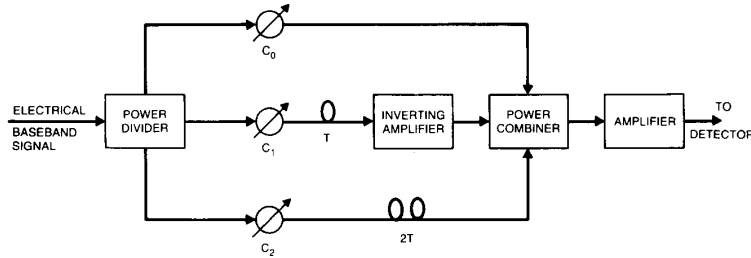 C0
ELECTRICAL
BASEBAND
SIGNAL
POWER
DIVIDER
C1
T
INVERTING
AMPLIFIER
POWER
COMBINER
AMPLIFIER
TO
DETECTOR
C2
2T